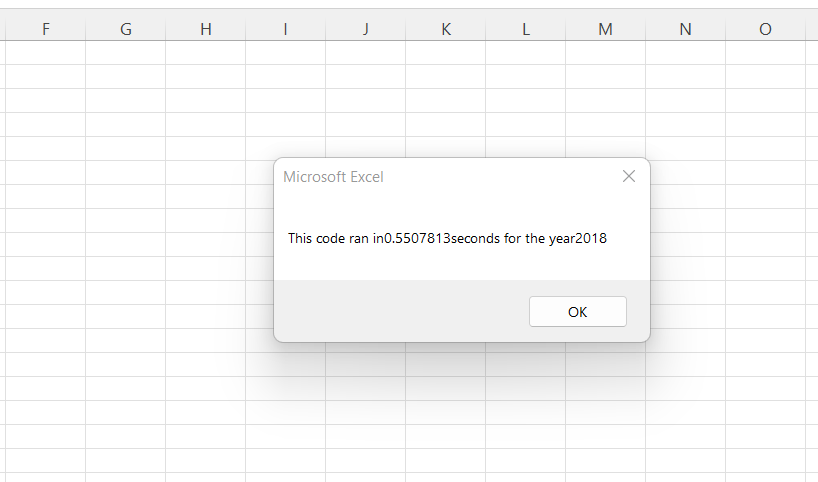 F G H I J K L M N O
Microsoft Excel
This code ran in0.5507813seconds for the year2018
OK